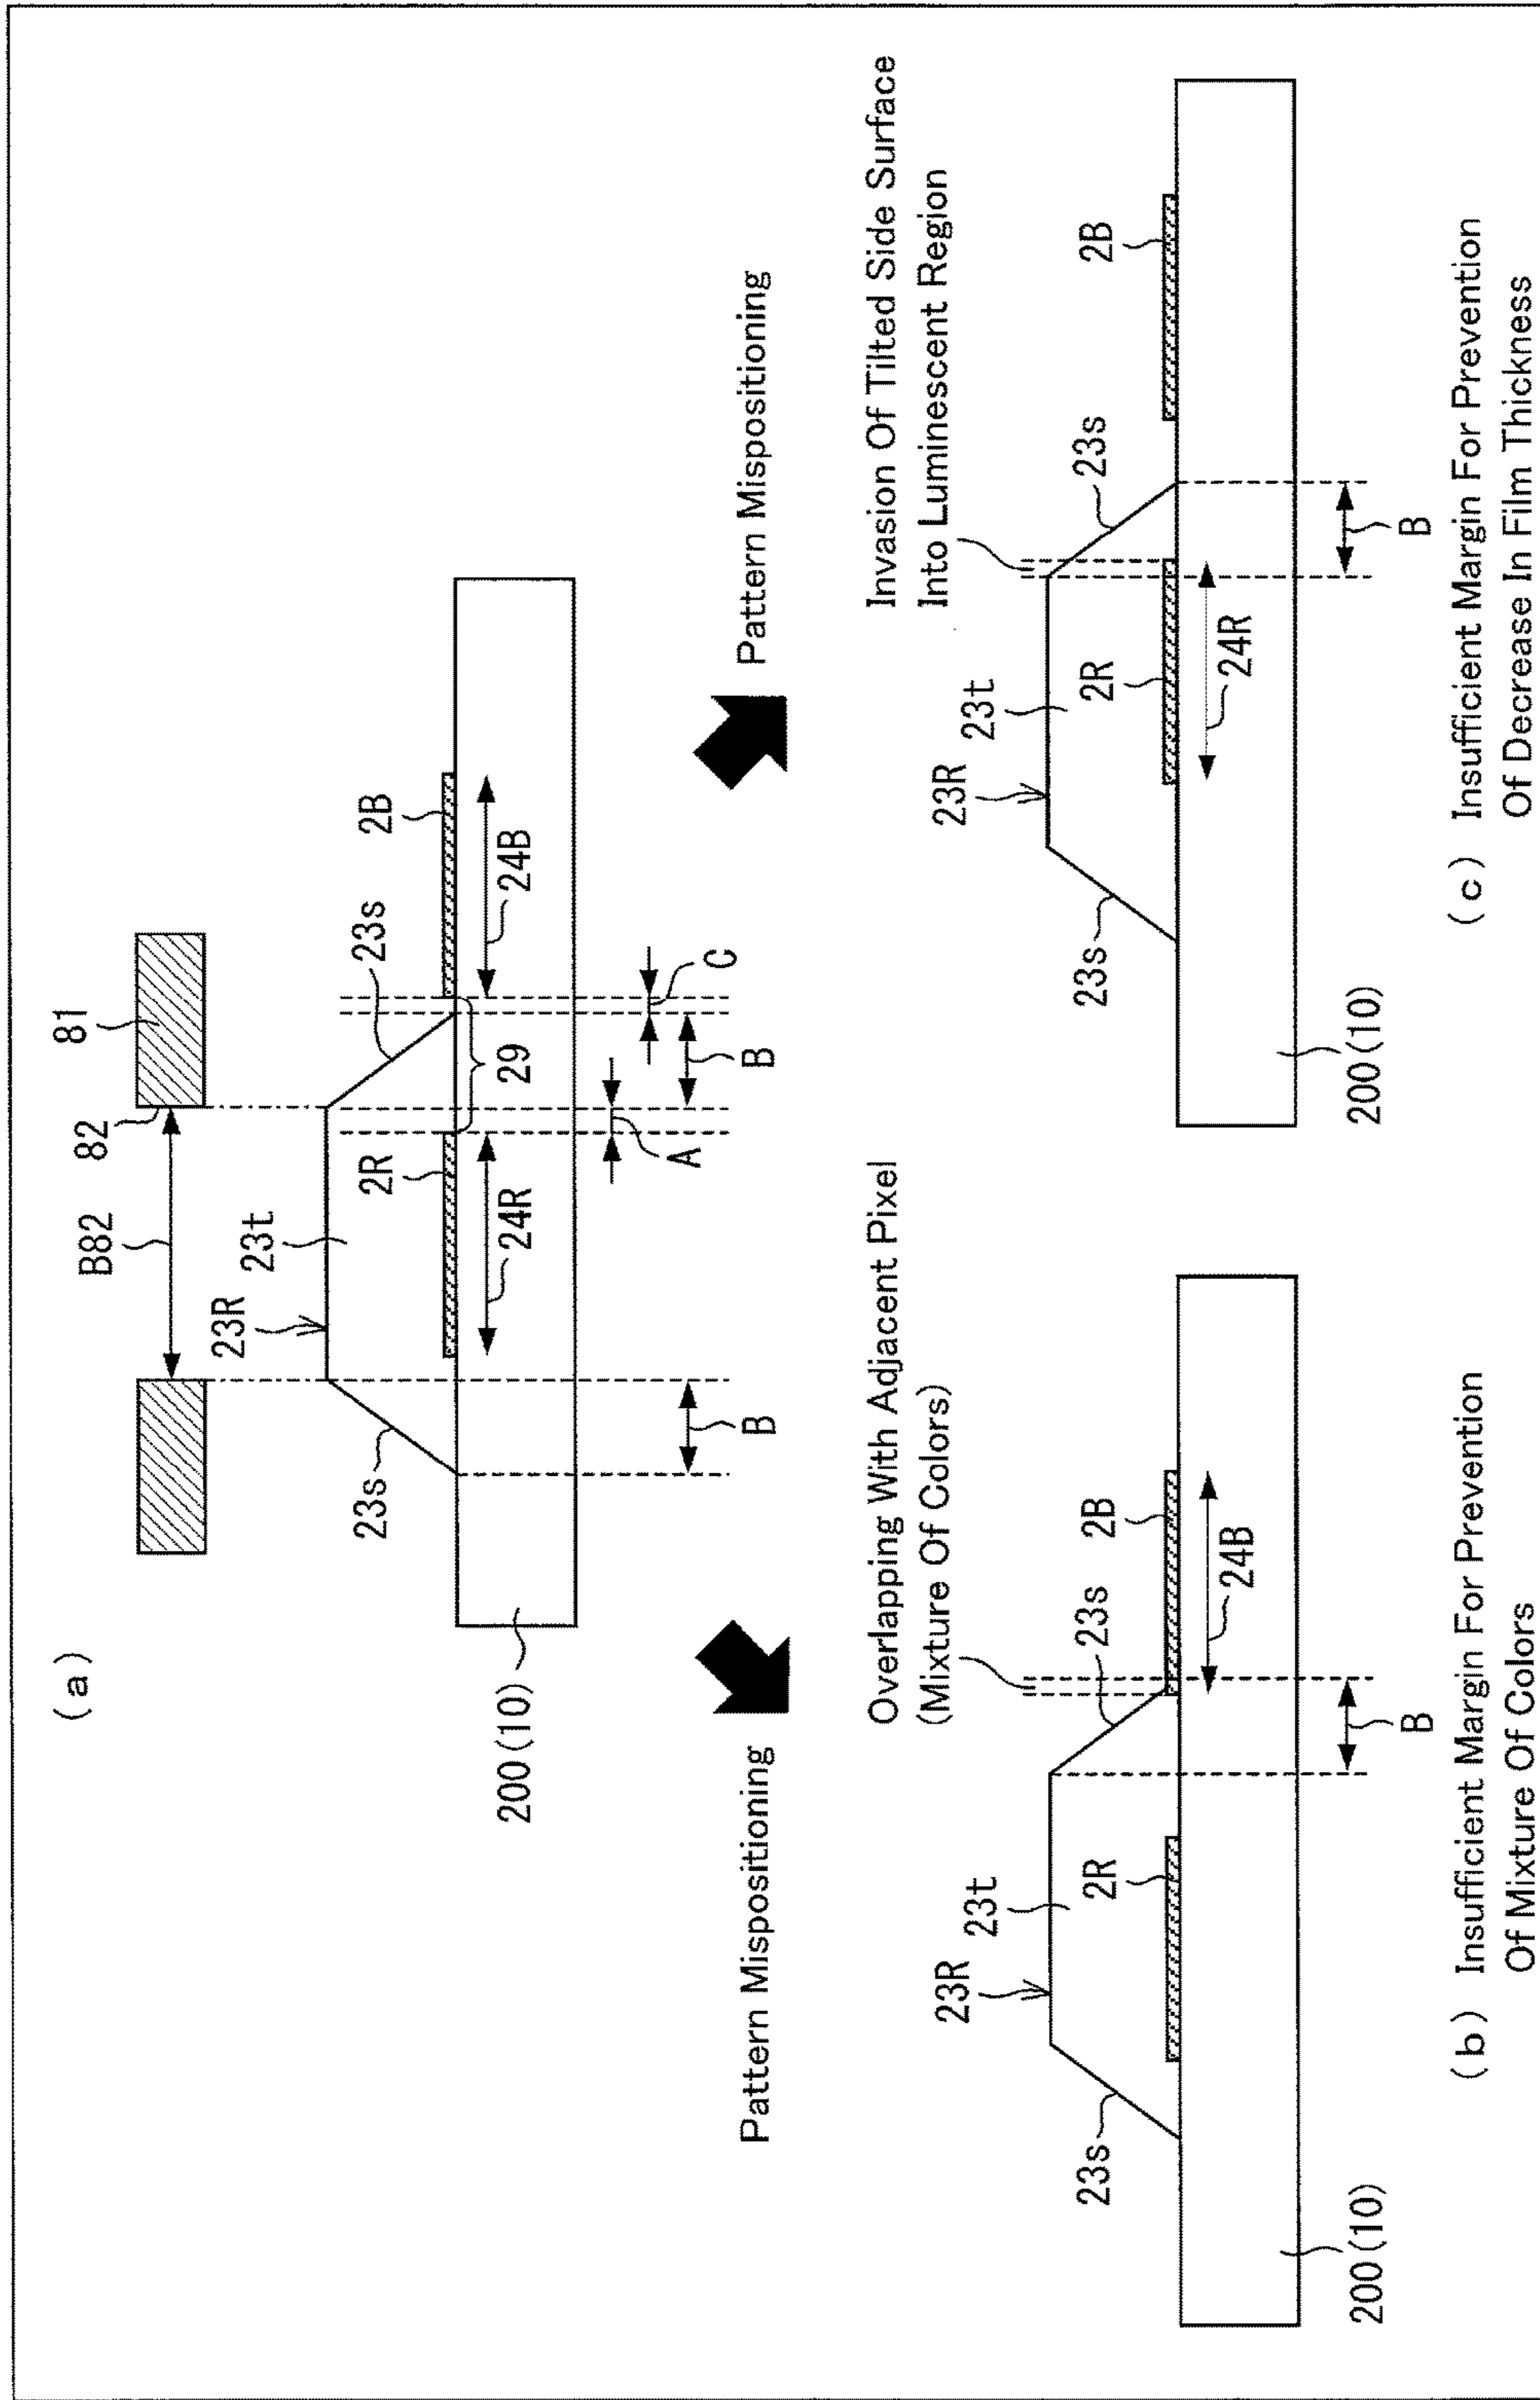 (a)
B82
82
81
23R
23t
23s
23s
2R
2B
24R
29
24B
A
B
B
C
200(10)
Pattern Mispositioning
Pattern Mispositioning
Overlapping With Adjacent Pixel
(Mixture Of Colors)
23R
23t
23s
23s
2R
2B
24B
B
200(10)
(b) Insufficient Margin For Prevention
Of Mixture Of Colors
Invasion Of Tilted Side Surface
Into Luminescent Region
23R
23t
23s
23s
2R
2B
24R
B
200(10)
(c) Insufficient Margin For Prevention
Of Decrease In Film Thickness